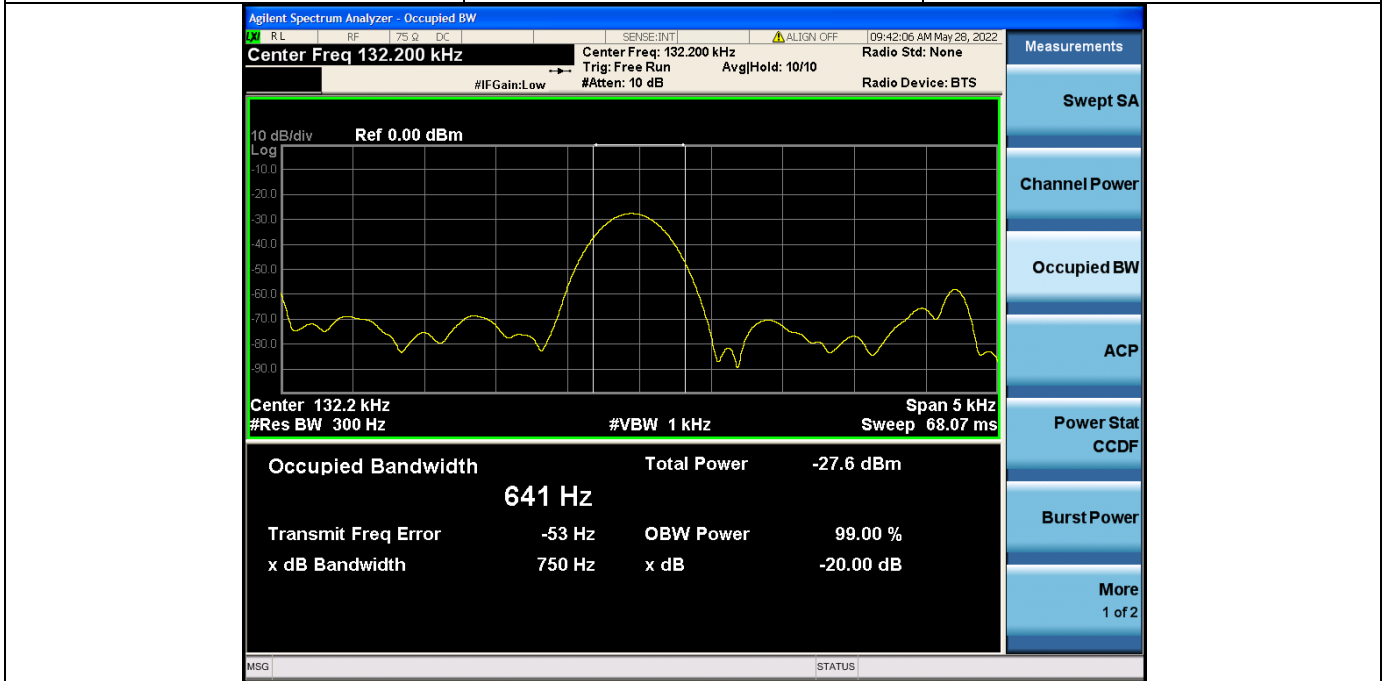 Agilent Spectrum Analyzer - Occupied BW
LXI RL RF 75 Ω DC SENSE:INT ALIGN OFF 09:42:06 AM May 28, 2022
Center Freq 132.200 kHz
Center Freq: 132.200 kHz Radio Std: None
Trig: Free Run Avg|Hold: 10/10
#IFGain:Low #Atten: 10 dB Radio Device: BTS
10 dB/div Ref 0.00 dBm
Log
-10.0
-20.0
-30.0
-40.0
-50.0
-60.0
-70.0
-80.0
-90.0
Center 132.2 kHz Span 5 kHz
#Res BW 300 Hz #VBW 1 kHz Sweep 68.07 ms
Occupied Bandwidth Total Power -27.6 dBm
641 Hz
Transmit Freq Error -53 Hz OBW Power 99.00 %
x dB Bandwidth 750 Hz x dB -20.00 dB
MSG STATUS
Measurements
Swept SA
Channel Power
Occupied BW
ACP
Power Stat
CCDF
Burst Power
More
1 of 2